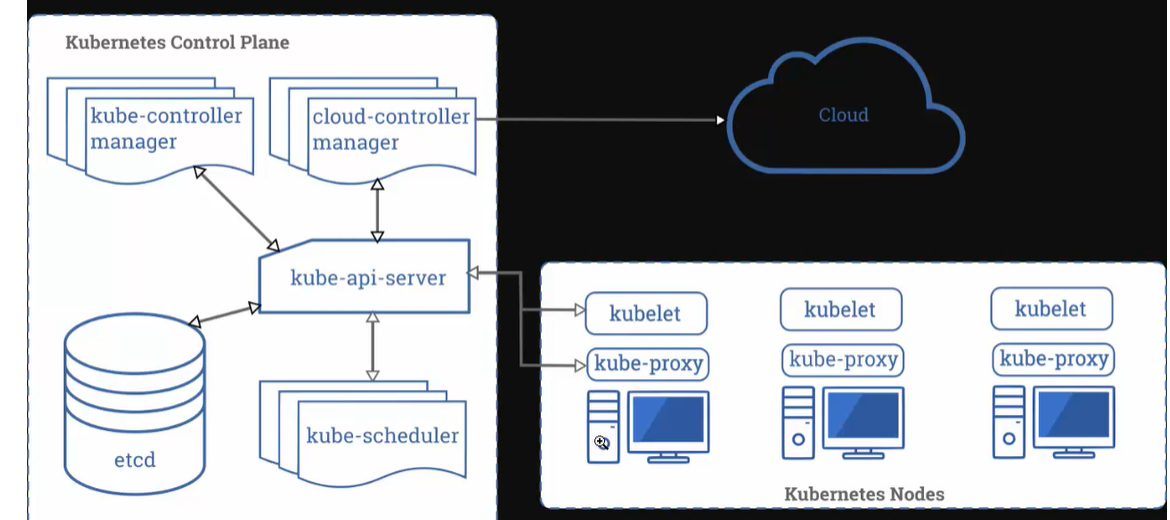 Kubernetes Control Plane
kube-controller
manager
cloud-controller
manager
Cloud
kube-api-server
etcd
kube-scheduler
kubelet
kubelet
kubelet
kube-proxy
kube-proxy
kube-proxy
Kubernetes Nodes